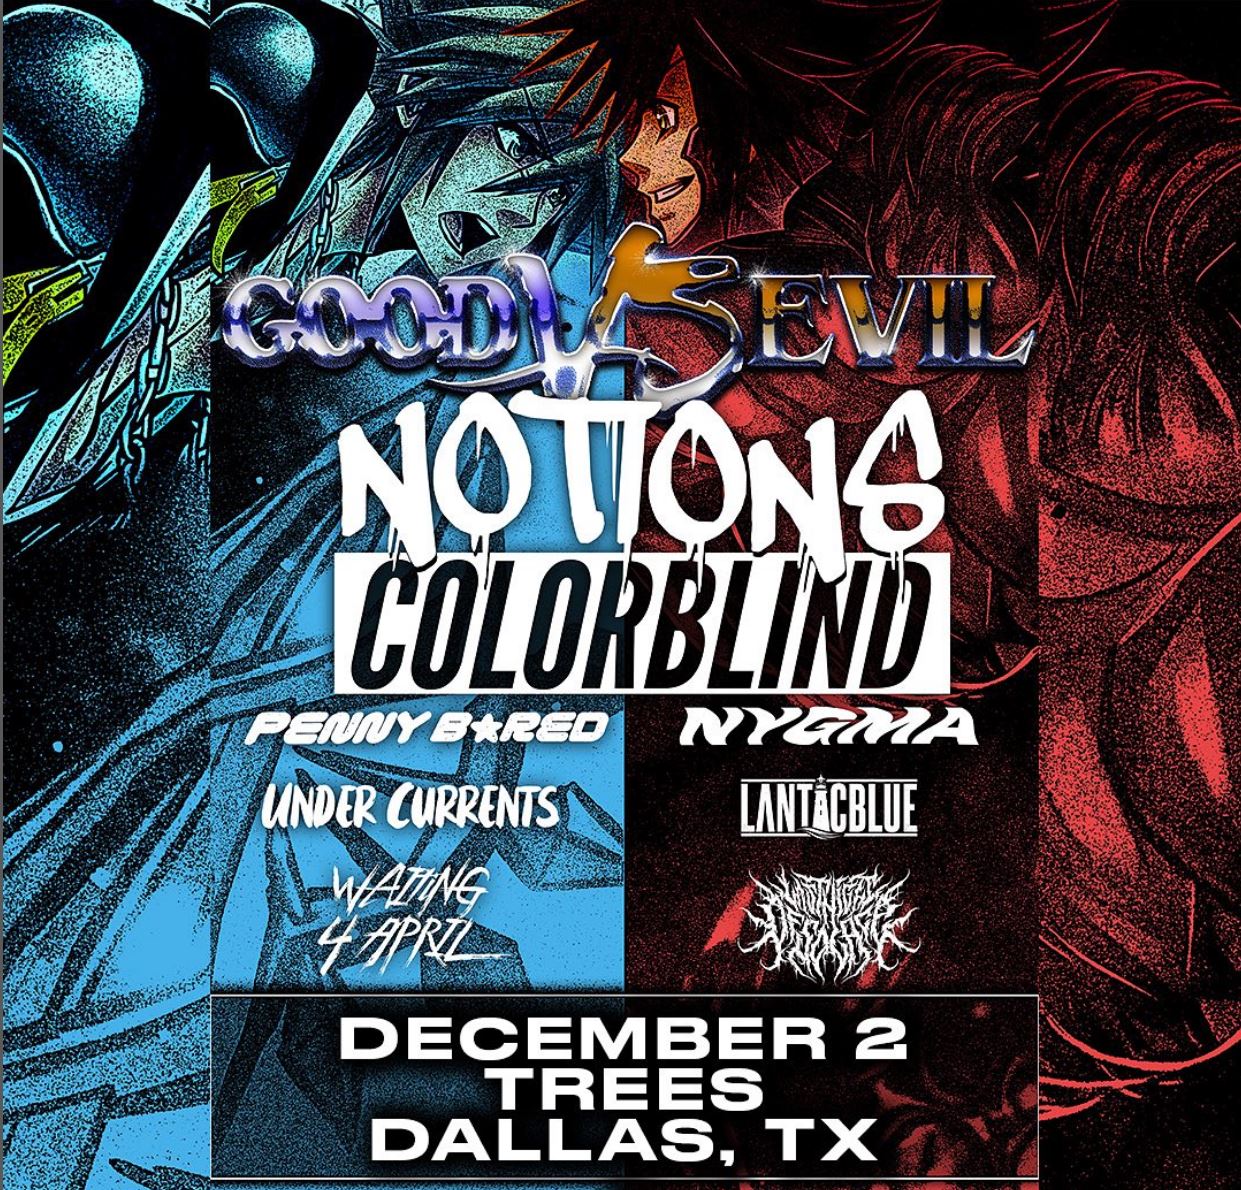 GOOD VS EVIL
NOTIONS
COLORBLIND
PENNY B★RED NYGMA
UNDER CURRENTS LANTICBLUE
WAITING
4 APRIL
DECEMBER 2
TREES
DALLAS, TX